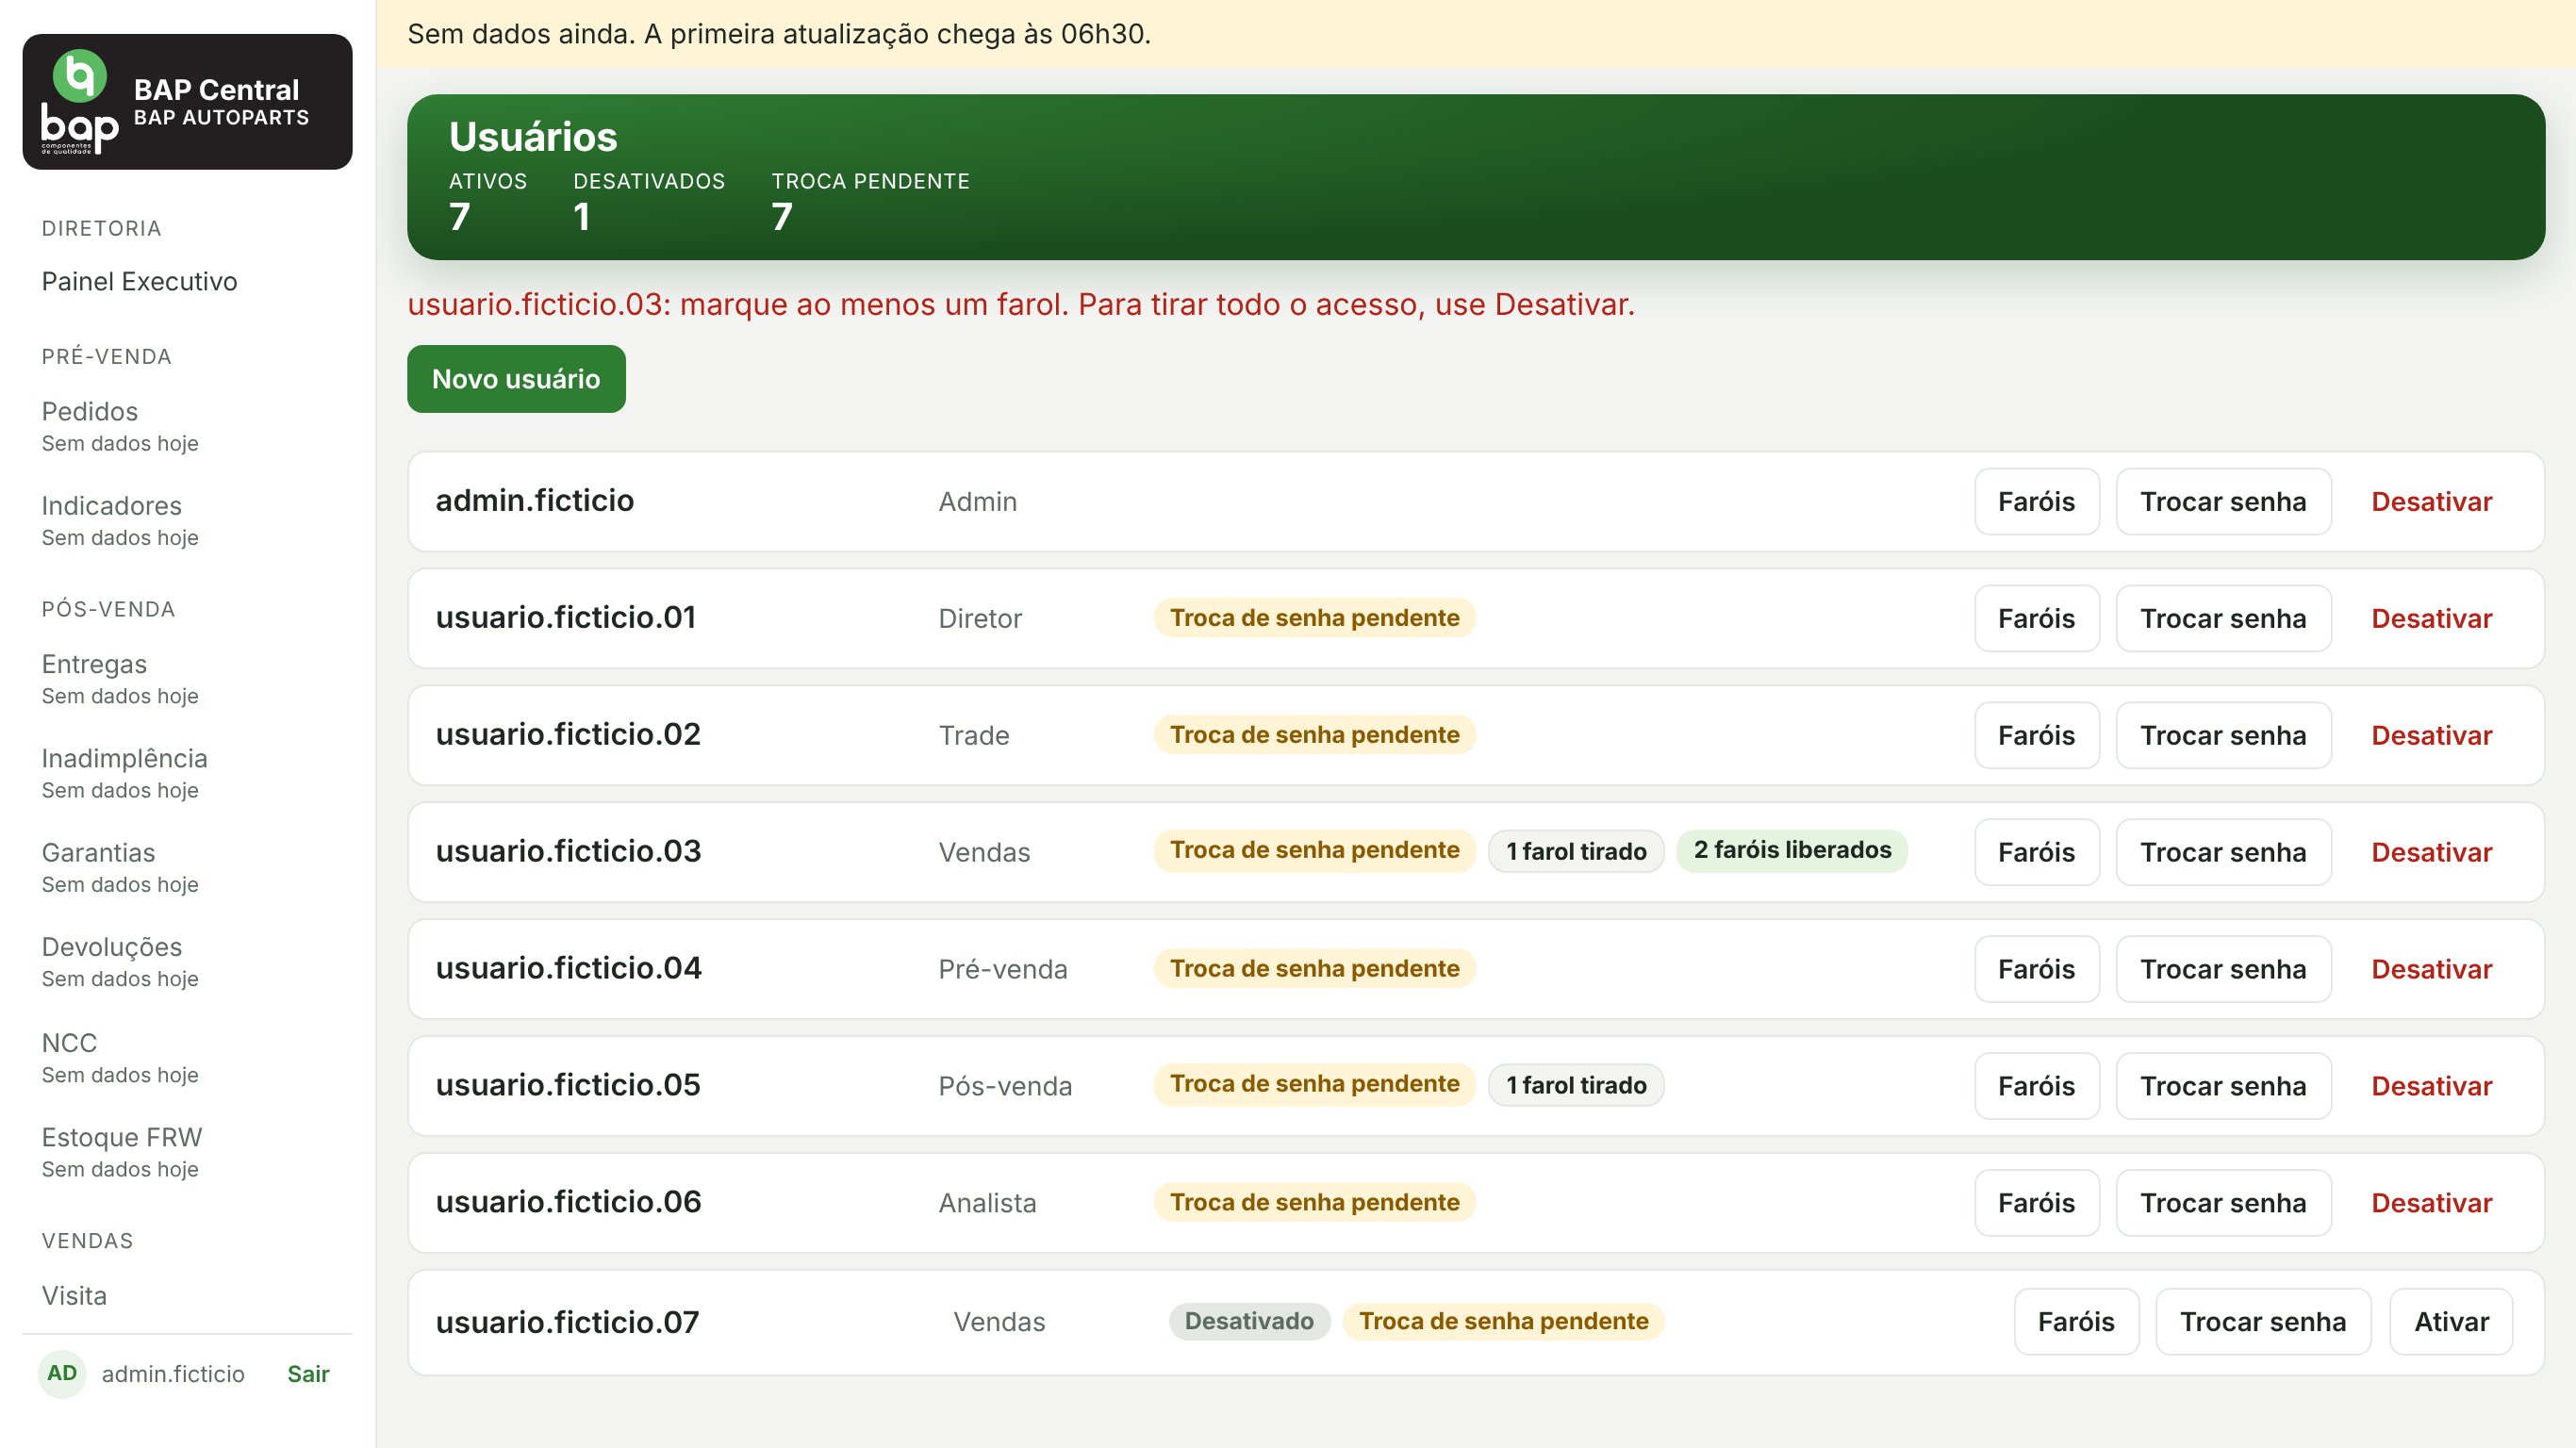 bap
componentes
de qualidade
BAP Central
BAP AUTOPARTS
DIRETORIA
Painel Executivo
PRÉ-VENDA
Pedidos
Sem dados hoje
Indicadores
Sem dados hoje
PÓS-VENDA
Entregas
Sem dados hoje
Inadimplência
Sem dados hoje
Garantias
Sem dados hoje
Devoluções
Sem dados hoje
NCC
Sem dados hoje
Estoque FRW
Sem dados hoje
VENDAS
Visita
AD admin.ficticio Sair
Sem dados ainda. A primeira atualização chega às 06h30.
Usuários
ATIVOS DESATIVADOS TROCA PENDENTE
7 1 7
usuario.ficticio.03: marque ao menos um farol. Para tirar todo o acesso, use Desativar.
Novo usuário
admin.ficticio Admin Faróis Trocar senha Desativar
usuario.ficticio.01 Diretor Troca de senha pendente Faróis Trocar senha Desativar
usuario.ficticio.02 Trade Troca de senha pendente Faróis Trocar senha Desativar
usuario.ficticio.03 Vendas Troca de senha pendente 1 farol tirado 2 faróis liberados Faróis Trocar senha Desativar
usuario.ficticio.04 Pré-venda Troca de senha pendente Faróis Trocar senha Desativar
usuario.ficticio.05 Pós-venda Troca de senha pendente 1 farol tirado Faróis Trocar senha Desativar
usuario.ficticio.06 Analista Troca de senha pendente Faróis Trocar senha Desativar
usuario.ficticio.07 Vendas Desativado Troca de senha pendente Faróis Trocar senha Ativar